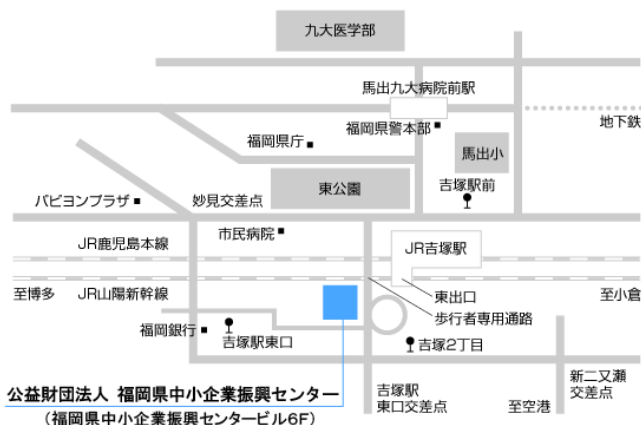 九大医学部
馬出九大病院前駅
地下鉄
福岡県警本部
福岡県庁
馬出小
東公園
吉塚駅前
パピヨンプラザ
妙見交差点
市民病院
JR吉塚駅
JR鹿児島本線
至博多
JR山陽新幹線
東出口
至小倉
歩行者専用通路
福岡銀行
吉塚駅東口
吉塚2丁目
公益財団法人 福岡県中小企業振興センター
(福岡県中小企業振興センタービル6F)
吉塚駅
東口交差点
至空港
新二又瀬
交差点